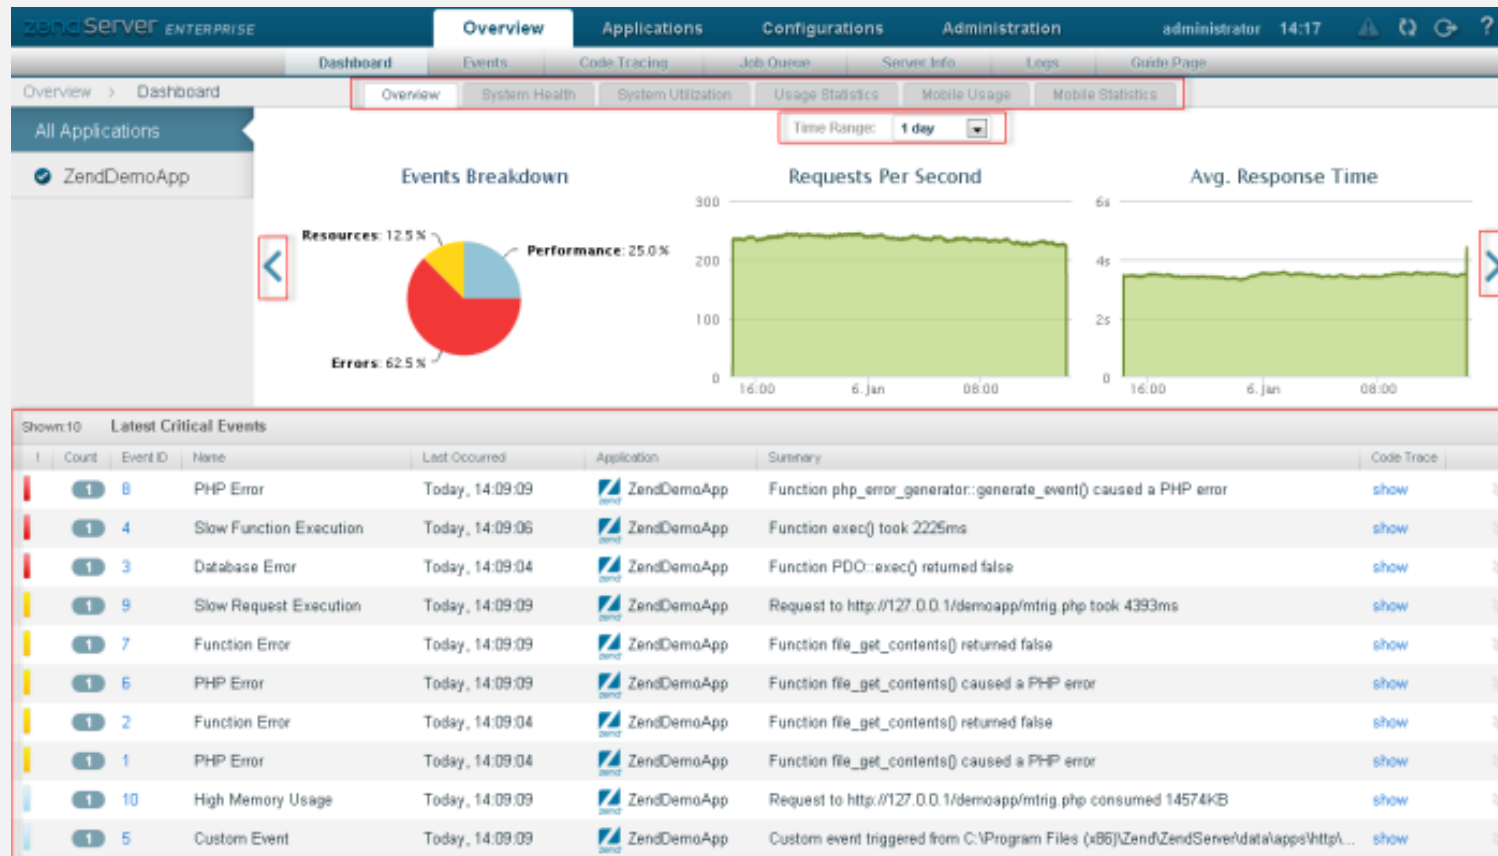 zendServer ENTERPRISE Overview Applications Configurations Administration administrator 14:17 ?
Dashboard Events Code Tracing Job Queue Server Info Logs Guide Page
Overview > Dashboard Overview System Health System Utilization Usage Statistics Mobile Usage Mobile Statistics
All Applications
Time Range: 1 day
ZendDemoApp
Events Breakdown Requests Per Second Avg. Response Time
Resources: 12.5%
Performance: 25.0%
Errors: 62.5%
300
200
100
0
16:00 6. Jan 08:00
6s
4s
2s
0
16:00 6. Jan 08:00
Shown:10 Latest Critical Events
! Count Event ID Name Last Occurred Application Summary Code Trace
1 8 PHP Error Today, 14:09:09 zend ZendDemoApp Function php_error_generator::generate_event() caused a PHP error show
1 4 Slow Function Execution Today, 14:09:06 zend ZendDemoApp Function exec() took 2225ms show
1 3 Database Error Today, 14:09:04 zend ZendDemoApp Function PDO::exec() returned false show
1 9 Slow Request Execution Today, 14:09:09 zend ZendDemoApp Request to http://127.0.0.1/demoapp/mtrig.php took 4393ms show
1 7 Function Error Today, 14:09:09 zend ZendDemoApp Function file_get_contents() returned false show
1 6 PHP Error Today, 14:09:09 zend ZendDemoApp Function file_get_contents() caused a PHP error show
1 2 Function Error Today, 14:09:04 zend ZendDemoApp Function file_get_contents() returned false show
1 1 PHP Error Today, 14:09:04 zend ZendDemoApp Function file_get_contents() caused a PHP error show
1 10 High Memory Usage Today, 14:09:09 zend ZendDemoApp Request to http://127.0.0.1/demoapp/mtrig.php consumed 14574KB show
1 5 Custom Event Today, 14:09:09 zend ZendDemoApp Custom event triggered from C:\Program Files (x86)\Zend\ZendServer\data\apps\http\... show